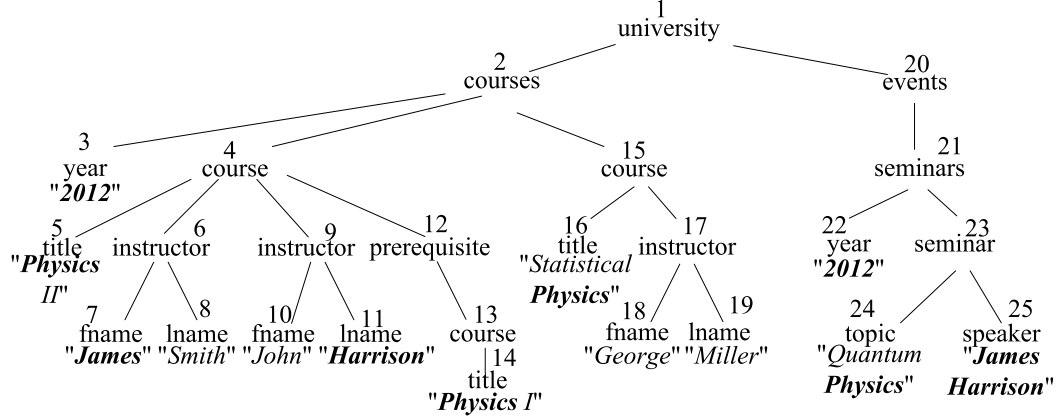 1
university
2
courses
20
events
3
year
"2012"
4
course
15
course
21
seminars
5
title
"Physics
II"
6
instructor
9
instructor
12
prerequisite
16
title
"Statistical
Physics"
17
instructor
22
year
"2012"
23
seminar
7
fname
"James"
8
lname
"Smith"
10
fname
"John"
11
lname
"Harrison"
13
course
14
title
"Physics I"
18
fname
"George"
19
lname
"Miller"
24
topic
"Quantum
Physics"
25
speaker
"James
Harrison"